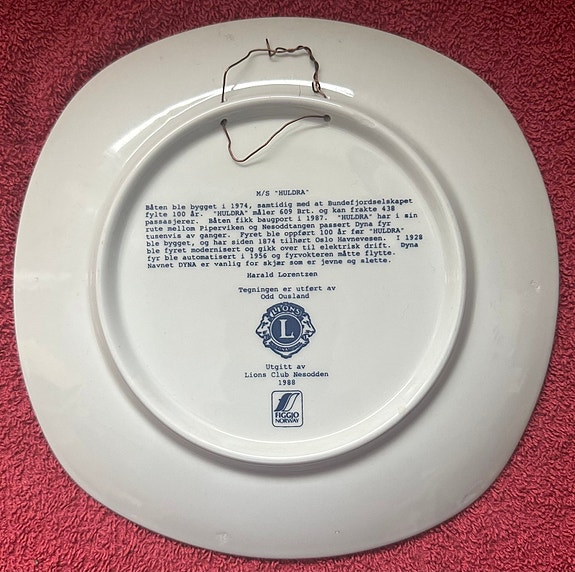 M/S "HULDRA"
Båten ble bygget i 1974, samtidig med at Bundefjordselskapet
fylte 100 år. "HULDRA" måler 609 Brt. og kan frakte 438
passasjerer. Båten fikk baugport i 1987. "HULDRA" har i sin
rute mellom Piperviken og Nesoddtangen passert Dyna fyr
tusenvis av ganger. Fyret ble oppført 100 år før "HULDRA"
ble bygget, og har siden 1874 tilhørt Oslo Havnevesen. I 1928
ble fyret modernisert og gikk over til elektrisk drift. Dyna
fyr ble automatisert i 1956 og fyrvokteren måtte flytte.
Navnet DYNA er vanlig for skjær som er jevne og slette.
Harald Lorentzen
Tegningen er utført av
Odd Ousland
LIONS
L
Utgitt av
Lions Club Nesodden
1988
FIGGJO
NORWAY